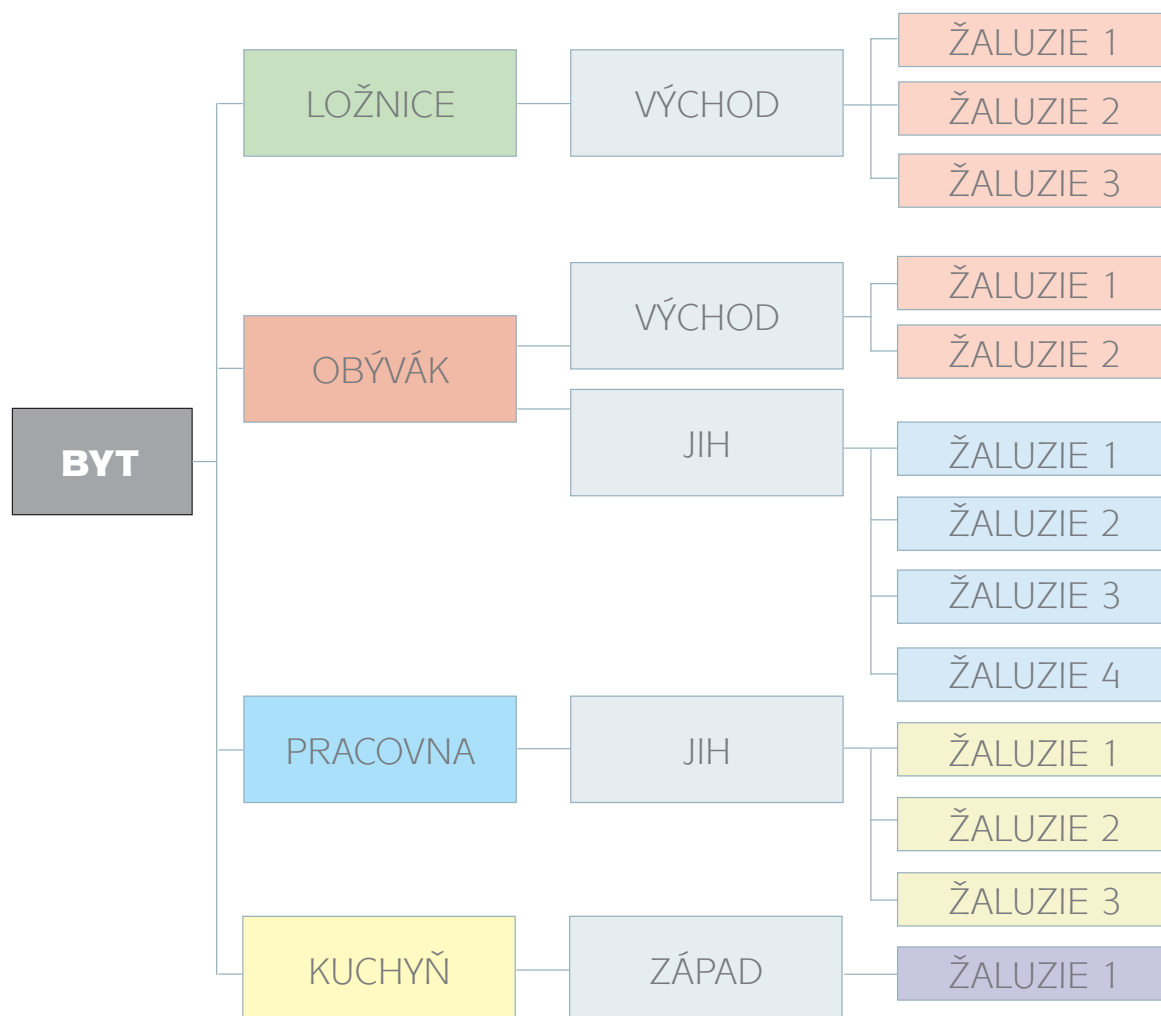 BYT
LOŽNICE
VÝCHOD
ŽALUZIE 1
ŽALUZIE 2
ŽALUZIE 3
OBÝVÁK
VÝCHOD
ŽALUZIE 1
ŽALUZIE 2
JIH
ŽALUZIE 1
ŽALUZIE 2
ŽALUZIE 3
ŽALUZIE 4
PRACOVNA
JIH
ŽALUZIE 1
ŽALUZIE 2
ŽALUZIE 3
KUCHYŇ
ZÁPAD
ŽALUZIE 1